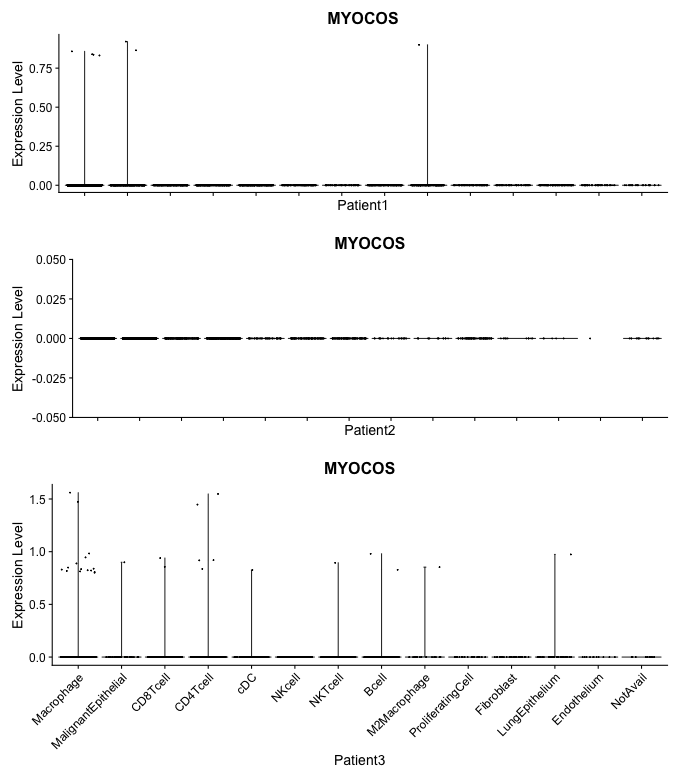 MYOCOS
Expression Level
0.75
0.50
0.25
0.00
Patient1
MYOCOS
Expression Level
0.050
0.025
0.000
-0.025
-0.050
Patient2
MYOCOS
Expression Level
1.5
1.0
0.5
0.0
Macrophage
MalignantEpithelial
CD8Tcell
CD4Tcell
cDC
NKcell
NKTcell
Bcell
M2Macrophage
ProliferatingCell
Fibroblast
LungEpithelium
Endothelium
NotAvail
Patient3